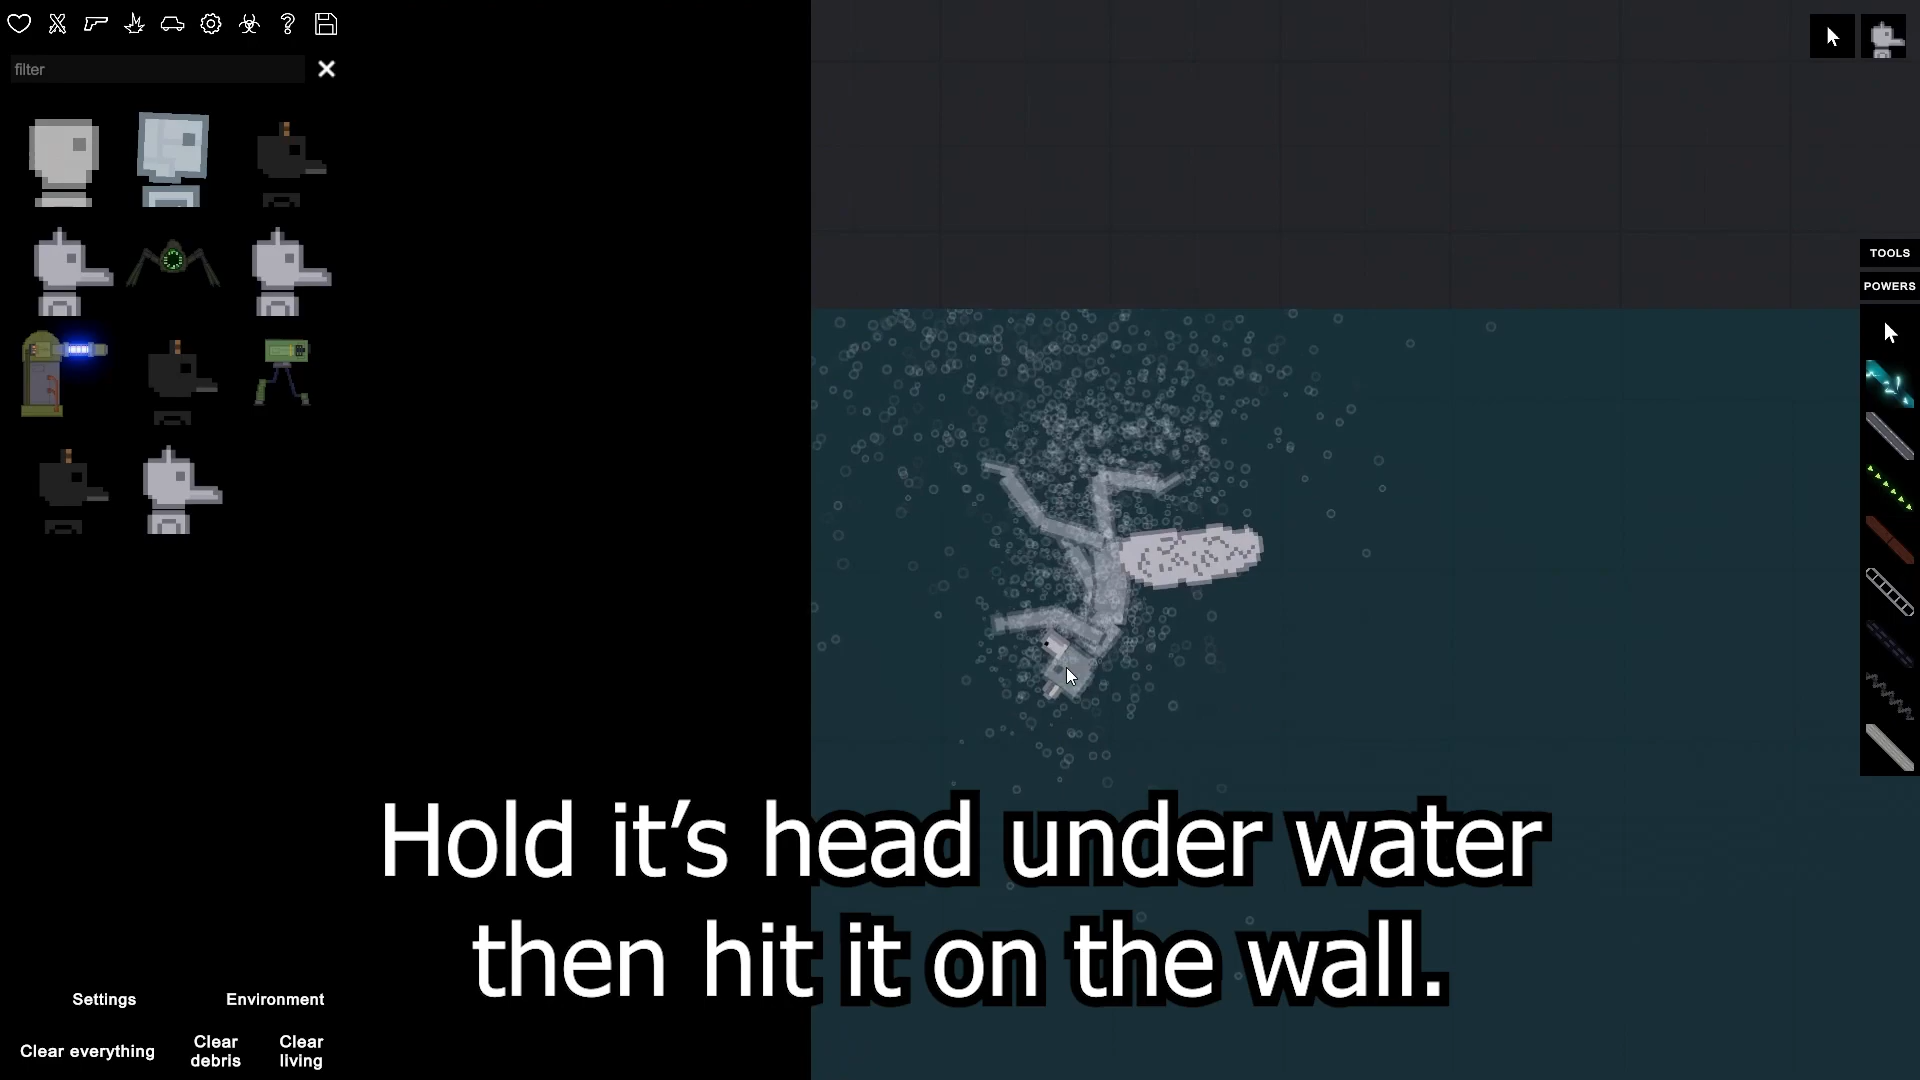 filter
TOOLS
POWERS
Hold it’s head under water
then hit it on the wall.
Settings
Environment
Clear everything
Clear
debris
Clear
living